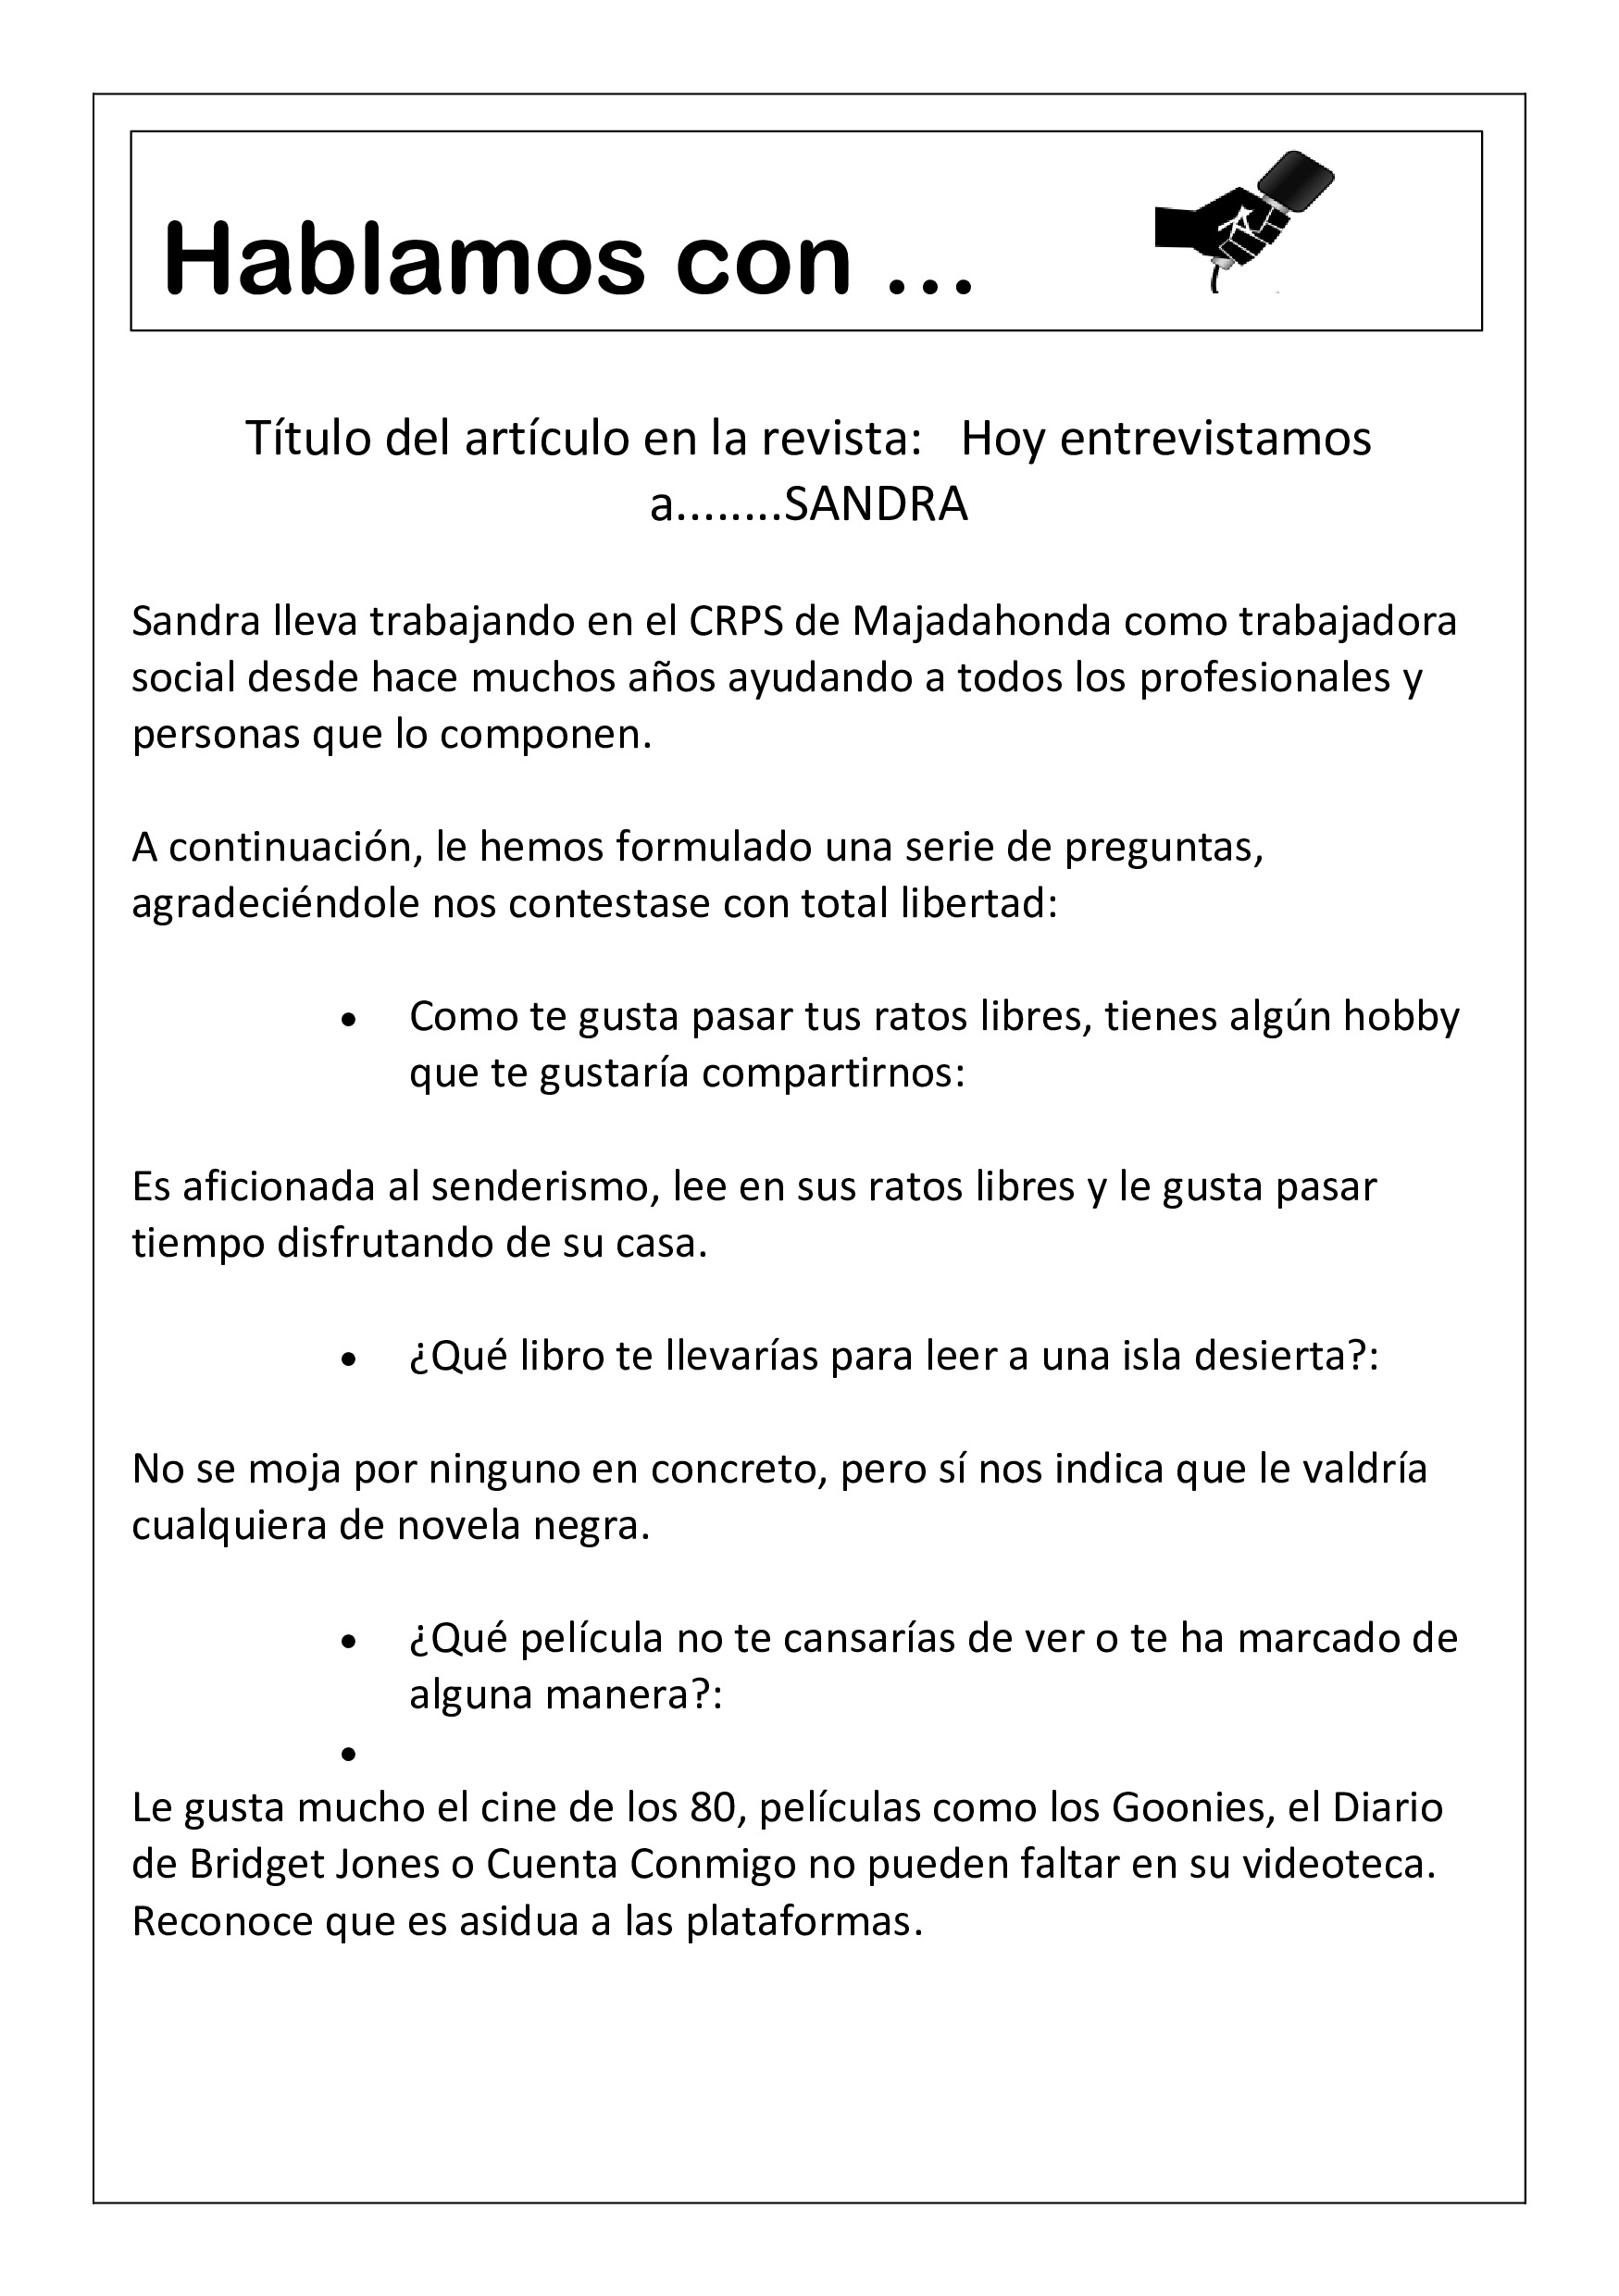 Hablamos con ...
Título del artículo en la revista:   Hoy entrevistamos
a........SANDRA
Sandra lleva trabajando en el CRPS de Majadahonda como trabajadora
social desde hace muchos años ayudando a todos los profesionales y
personas que lo componen.
A continuación, le hemos formulado una serie de preguntas,
agradeciéndole nos contestase con total libertad:
• Como te gusta pasar tus ratos libres, tienes algún hobby
que te gustaría compartirnos:
Es aficionada al senderismo, lee en sus ratos libres y le gusta pasar
tiempo disfrutando de su casa.
• ¿Qué libro te llevarías para leer a una isla desierta?:
No se moja por ninguno en concreto, pero sí nos indica que le valdría
cualquiera de novela negra.
• ¿Qué película no te cansarías de ver o te ha marcado de
alguna manera?:
•
Le gusta mucho el cine de los 80, películas como los Goonies, el Diario
de Bridget Jones o Cuenta Conmigo no pueden faltar en su videoteca.
Reconoce que es asidua a las plataformas.